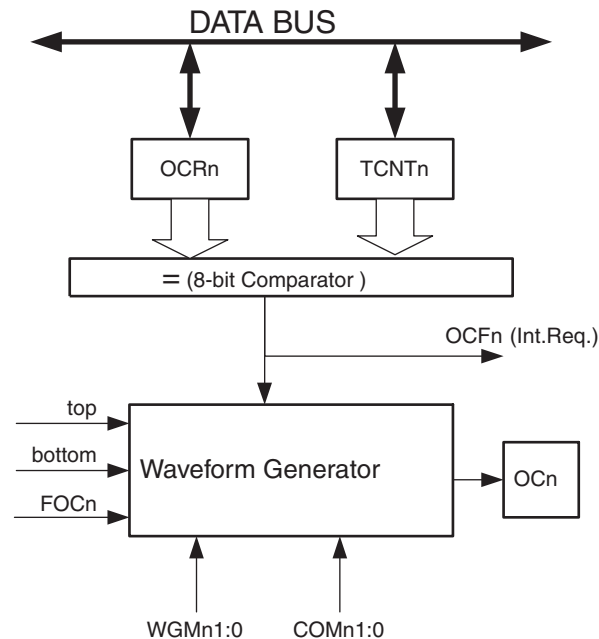 DATA BUS
OCRn
TCNTn
= (8-bit Comparator )
OCFn (Int.Req.)
top
bottom
FOCn
Waveform Generator
OCn
WGMn1:0
COMn1:0